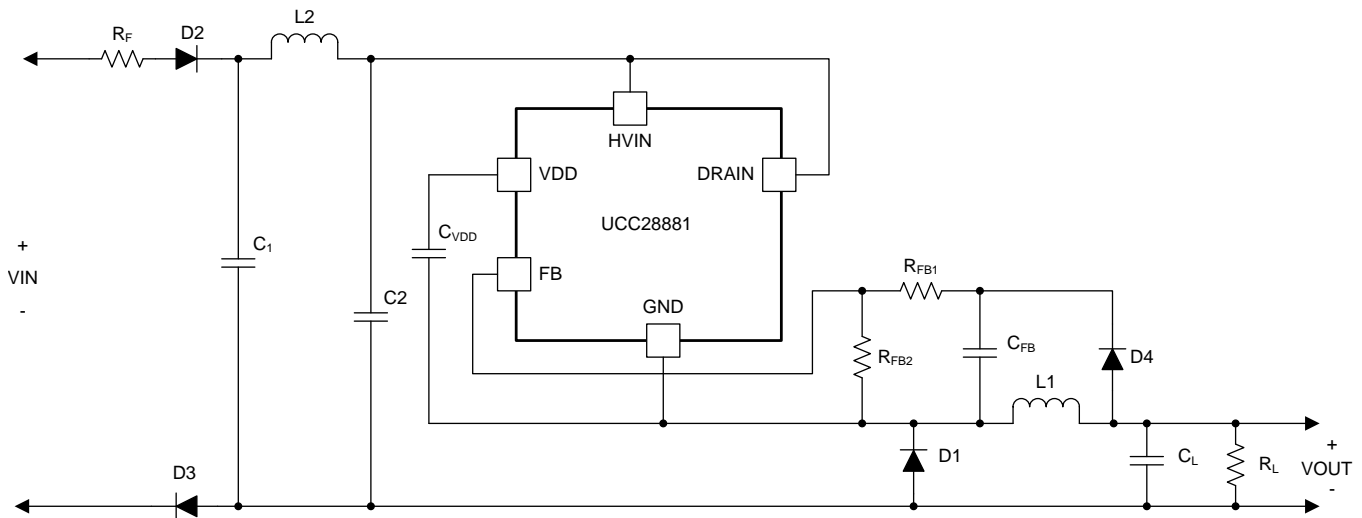 L2
D2
RF
HVIN
VDD
DRAIN
UCC28881
CVDD
C1
+
VIN
-
FB
RFB1
C2
GND
RFB2
CFB
D4
L1
D1
CL
RL
+
VOUT
-
D3